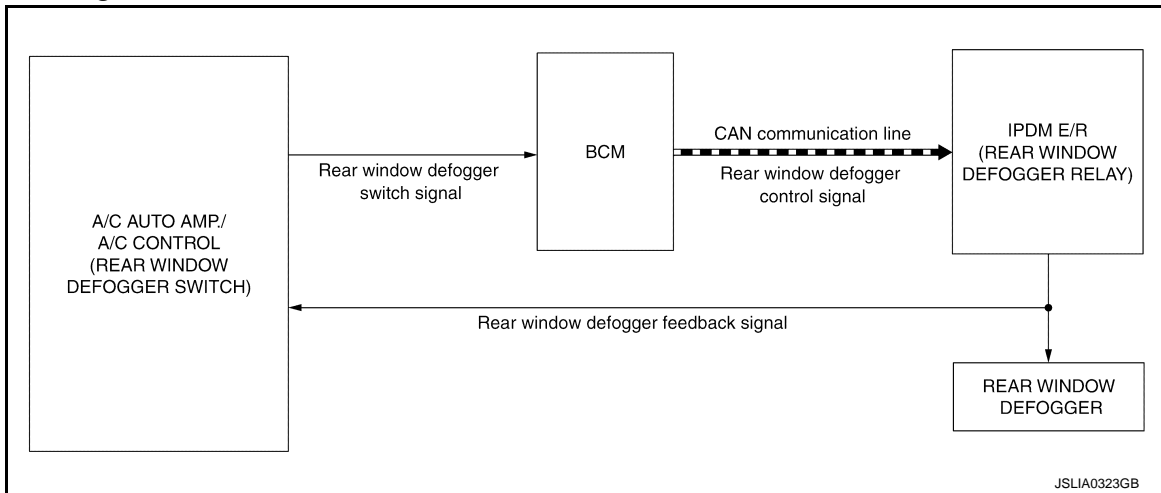 A/C AUTO AMP./
A/C CONTROL
(REAR WINDOW
DEFOGGER SWITCH)
Rear window defogger
switch signal
BCM
CAN communication line
Rear window defogger
control signal
IPDM E/R
(REAR WINDOW
DEFOGGER RELAY)
Rear window defogger feedback signal
REAR WINDOW
DEFOGGER
JSLIA0323GB